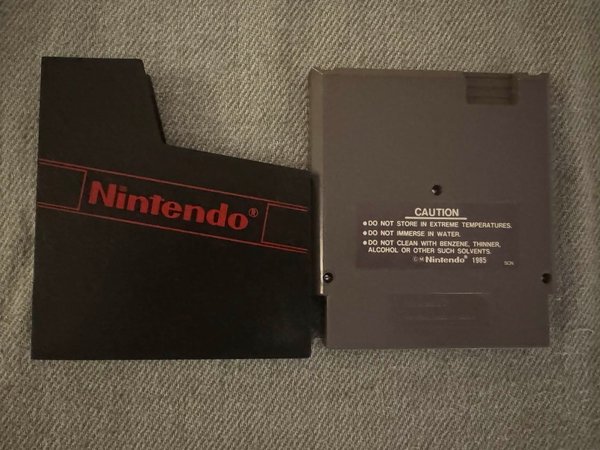 Nintendo®
CAUTION
●DO NOT STORE IN EXTREME TEMPERATURES.
●DO NOT IMMERSE IN WATER.
●DO NOT CLEAN WITH BENZENE, THINNER,
ALCOHOL OR OTHER SUCH SOLVENTS.
©M Nintendo® 1985
SCN